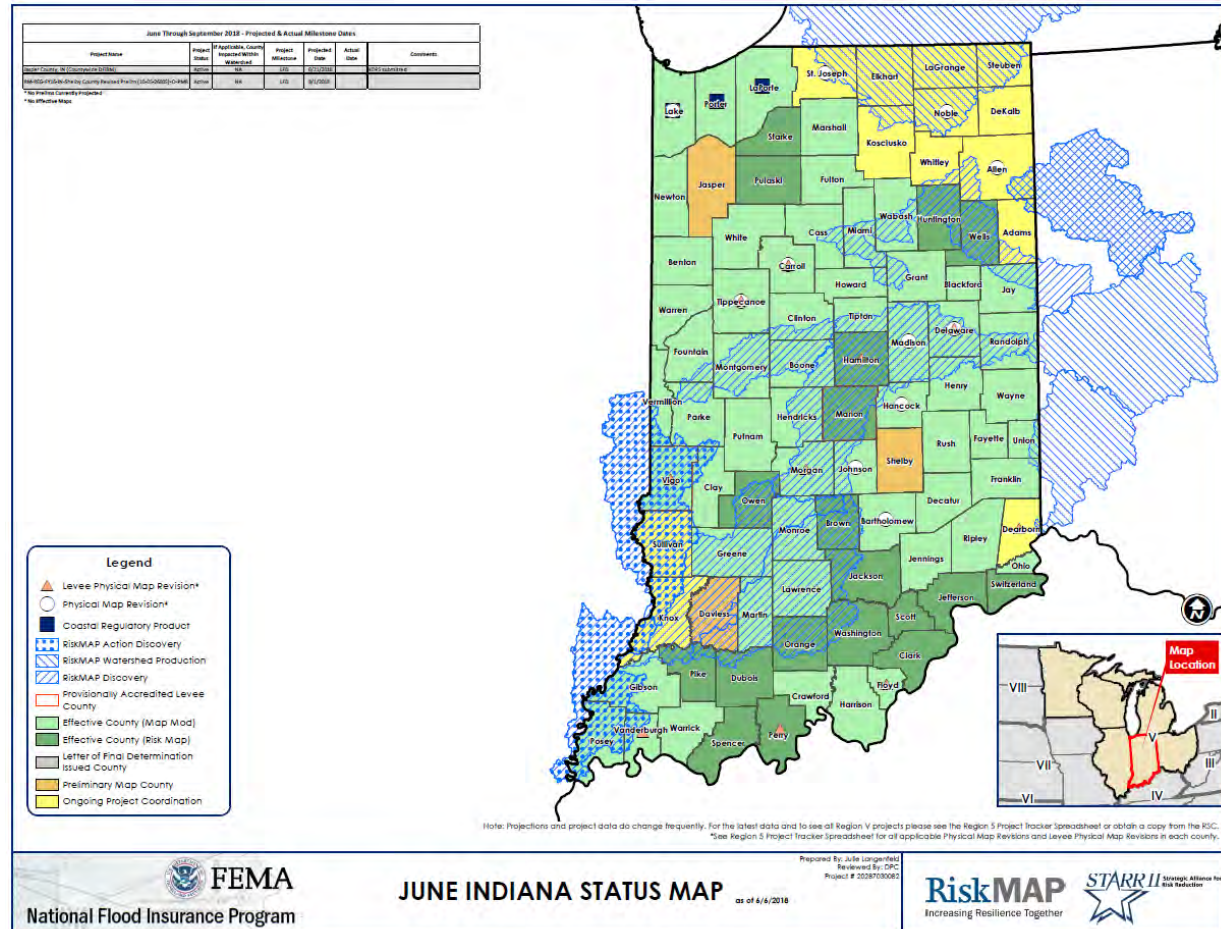 June Through September 2018 - Projected & Actual Milestone Dates
Project Name
Project Status
If Applicable, County Impacted Within Watershed
Project Milestone
Projected Date
Actual Date
Comments
Active
NA
LFD
Active
NA
LFD
* No Prelims Currently Projected
* No Effective Maps
St. Joseph
Elkhart
LaGrange
Steuben
LaPorte
Porter
Lake
Noble
DeKalb
Starke
Marshall
Kosciusko
Whitley
Allen
Jasper
Pulaski
Fulton
Newton
Wabash
Huntington
Wells
Adams
White
Cass
Miami
Benton
Carroll
Grant
Blackford
Jay
Howard
Tippecanoe
Warren
Clinton
Tipton
Delaware
Madison
Randolph
Fountain
Montgomery
Boone
Hamilton
Henry
Wayne
Vermillion
Parke
Hendricks
Marion
Hancock
Putnam
Rush
Fayette
Union
Shelby
Morgan
Johnson
Vigo
Clay
Franklin
Owen
Decatur
Monroe
Brown
Bartholomew
Dearborn
Sullivan
Greene
Ripley
Jennings
Ohio
Jackson
Switzerland
Lawrence
Jefferson
Knox
Daviess
Martin
Scott
Washington
Orange
Clark
Pike
Dubois
Gibson
Crawford
Floyd
Harrison
Posey
Vanderburgh
Warrick
Spencer
Perry
Legend
Levee Physical Map Revision*
Physical Map Revision*
Coastal Regulatory Product
RiskMAP Action Discovery
RiskMAP Watershed Production
RiskMAP Discovery
Provisionally Accredited Levee County
Effective County (Map Mod)
Effective County (Risk Map)
Letter of Final Determination Issued County
Preliminary Map County
Ongoing Project Coordination
N
Map Location
VIII
V
II
VII
III
VI
IV
Note: Projections and project data do change frequently. For the latest data and to see all Region V projects please see the Region 5 Project Tracker Spreadsheet or obtain a copy from the RSC.
*See Region 5 Project Tracker Spreadsheet for all applicable Physical Map Revisions and Levee Physical Map Revisions in each county.
FEMA
National Flood Insurance Program
JUNE INDIANA STATUS MAP as of 6/6/2018
Prepared By: Julie Langenfeld
Reviewed By: DPC
Project # 20287030082
RiskMAP
Increasing Resilience Together
STARR II Strategic Alliance For Risk Reduction